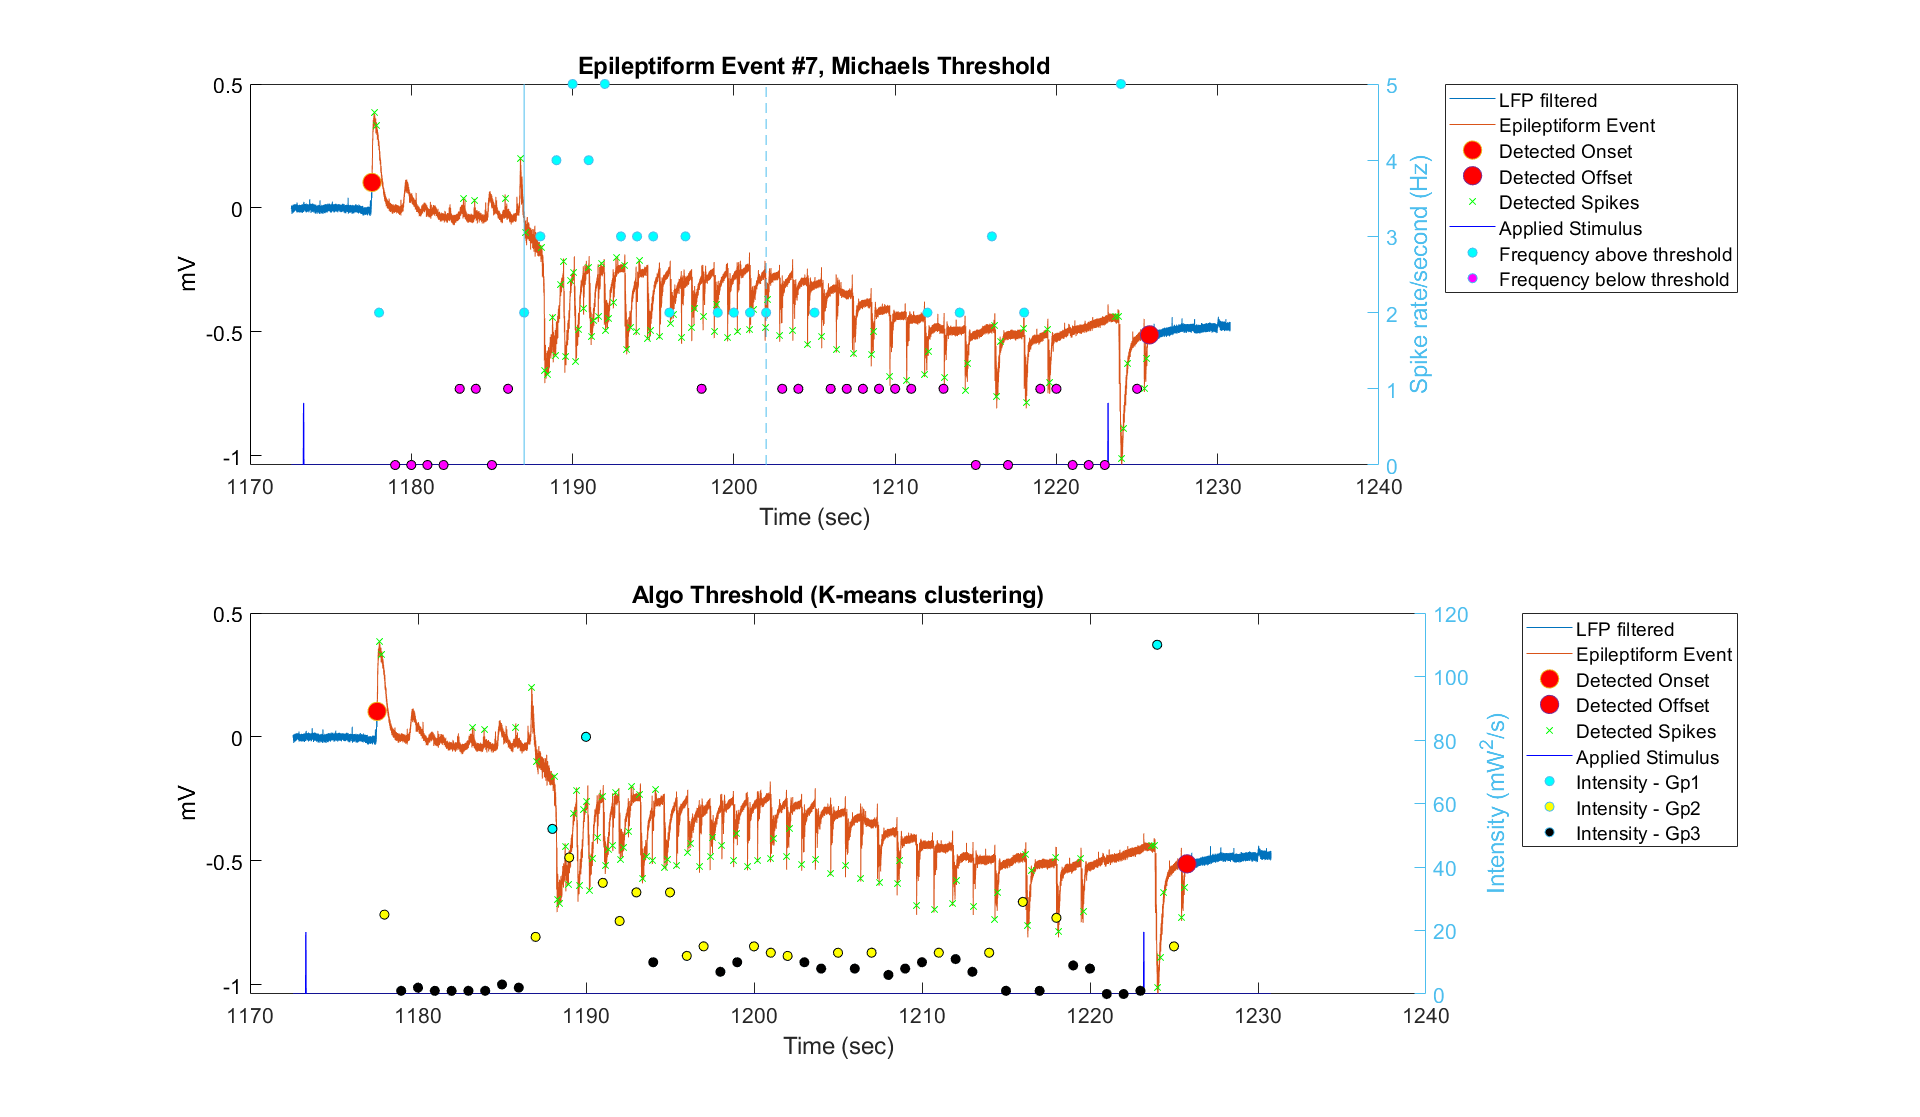 Epileptiform Event #7, Michaels Threshold
0.5
0
-0.5
-1
mV
1170
1180
1190
1200
1210
1220
1230
1240
Time (sec)
5
4
3
2
1
0
Spike rate/second (Hz)
LFP filtered
Epileptiform Event
Detected Onset
Detected Offset
Detected Spikes
Applied Stimulus
Frequency above threshold
Frequency below threshold
Algo Threshold (K-means clustering)
0.5
0
-0.5
-1
mV
1170
1180
1190
1200
1210
1220
1230
1240
Time (sec)
120
100
80
60
40
20
0
Intensity (mW²/s)
LFP filtered
Epileptiform Event
Detected Onset
Detected Offset
Detected Spikes
Applied Stimulus
Intensity - Gp1
Intensity - Gp2
Intensity - Gp3